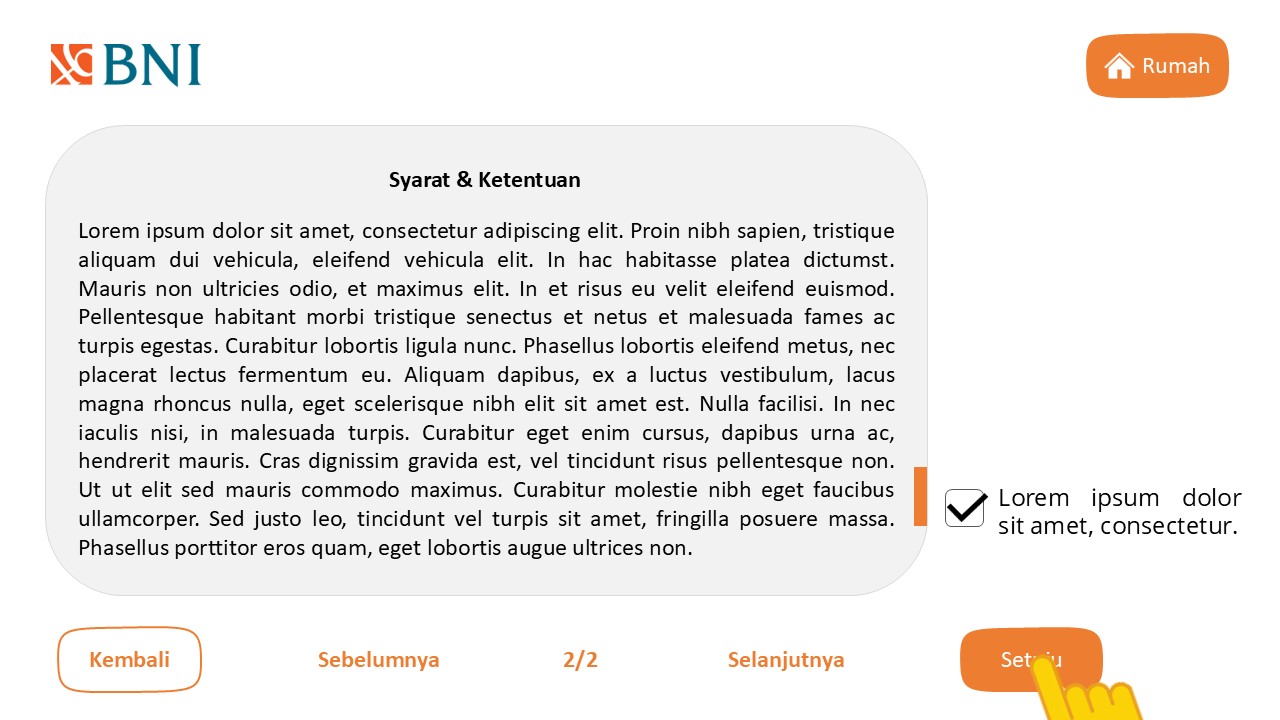 BNI
Rumah
Syarat & Ketentuan
Lorem ipsum dolor sit amet, consectetur adipiscing elit. Proin nibh sapien, tristique
aliquam dui vehicula, eleifend vehicula elit. In hac habitasse platea dictumst.
Mauris non ultricies odio, et maximus elit. In et risus eu velit eleifend euismod.
Pellentesque habitant morbi tristique senectus et netus et malesuada fames ac
turpis egestas. Curabitur lobortis ligula nunc. Phasellus lobortis eleifend metus, nec
placerat lectus fermentum eu. Aliquam dapibus, ex a luctus vestibulum, lacus
magna rhoncus nulla, eget scelerisque nibh elit sit amet est. Nulla facilisi. In nec
iaculis nisi, in malesuada turpis. Curabitur eget enim cursus, dapibus urna ac,
hendrerit mauris. Cras dignissim gravida est, vel tincidunt risus pellentesque non.
Ut ut elit sed mauris commodo maximus. Curabitur molestie nibh eget faucibus
ullamcorper. Sed justo leo, tincidunt vel turpis sit amet, fringilla posuere massa.
Phasellus porttitor eros quam, eget lobortis augue ultrices non.
Lorem ipsum dolor
sit amet, consectetur.
Kembali
Sebelumnya
2/2
Selanjutnya
Setuju